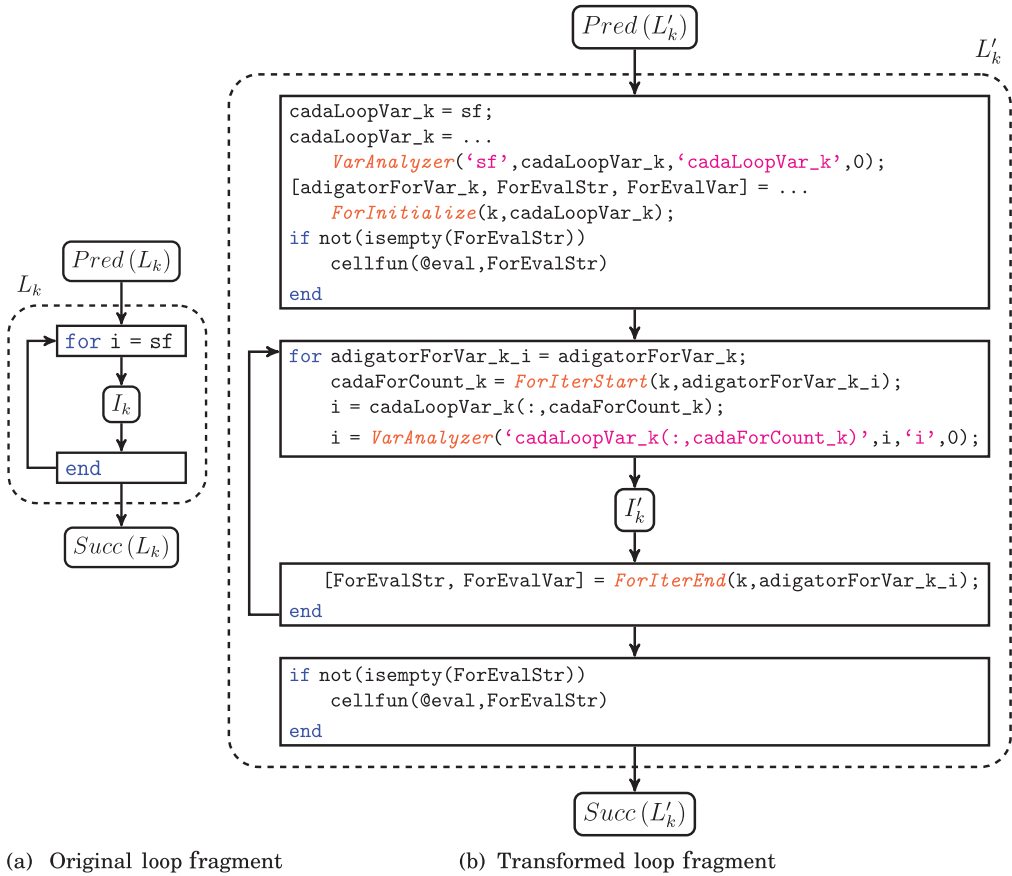 Pred (L_k)
L_k
for i = sf
I_k
end
Succ (L_k)
(a) Original loop fragment
Pred (L′_k)
L′_k
cadaLoopVar_k = sf;
cadaLoopVar_k = ...
VarAnalyzer(‘sf’,cadaLoopVar_k,‘cadaLoopVar_k’,0);
[adigatorForVar_k, ForEvalStr, ForEvalVar] = ...
ForInitialize(k,cadaLoopVar_k);
if not(isempty(ForEvalStr))
cellfun(@eval,ForEvalStr)
end
for adigatorForVar_k_i = adigatorForVar_k;
cadaForCount_k = ForIterStart(k,adigatorForVar_k_i);
i = cadaLoopVar_k(:,cadaForCount_k);
i = VarAnalyzer(‘cadaLoopVar_k(:,cadaForCount_k)’,i,‘i’,0);
I′_k
[ForEvalStr, ForEvalVar] = ForIterEnd(k,adigatorForVar_k_i);
end
if not(isempty(ForEvalStr))
cellfun(@eval,ForEvalStr)
end
Succ (L′_k)
(b) Transformed loop fragment